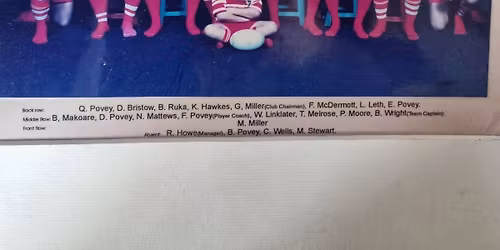 Back row: Q. Povey, D. Bristow, B. Ruka, K. Hawkes, G, Miller(Club Chairman), F. McDermott, L. Leth, E. Povey.
Middle Row: B, Makoare, D. Povey, N. Mattews, F. Povey(Player Coach), W. Linklater, T. Melrose, P. Moore, B. Wright(Team Captain)
Front Row: M. Miller
Absent: R. Howe(Manager), B. Povey, C. Wells, M. Stewart.